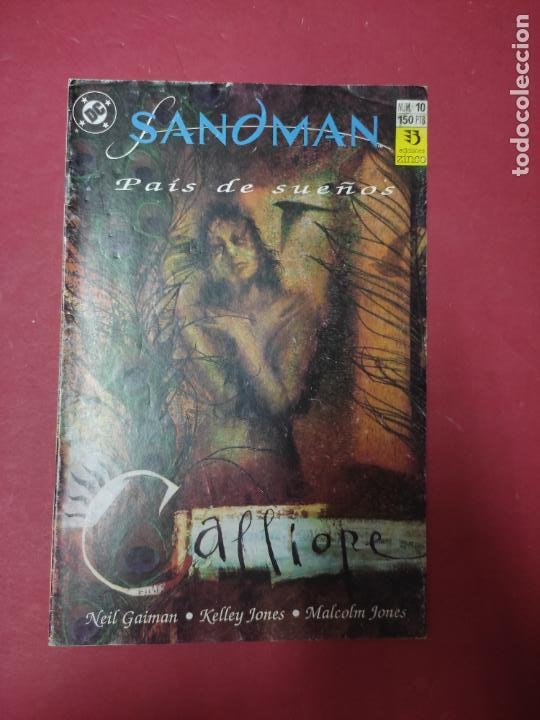 DC
SANDMAN
NUM. 10
150 PTS
ediciones
zinco
País de sueños
Calliope
Neil Gaiman • Kelley Jones • Malcolm Jones
todocoleccion.net